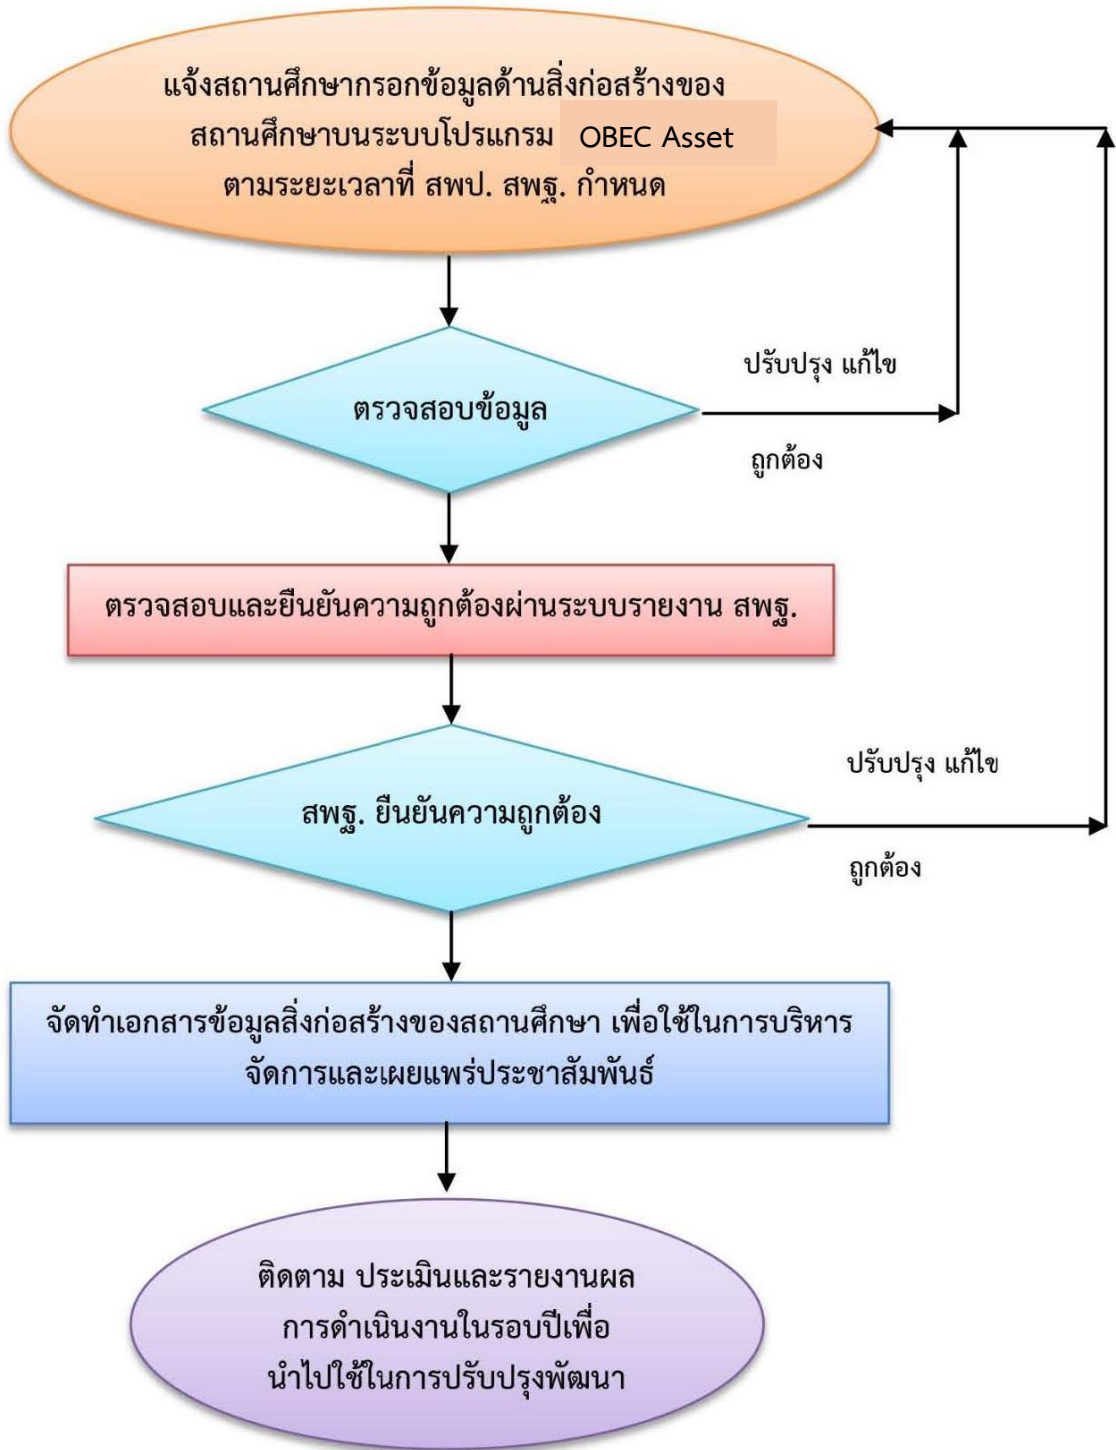 แจ้งสถานศึกษากรอกข้อมูลด้านสิ่งก่อสร้างของ
สถานศึกษาบนระบบโปรแกรม OBEC Asset
ตามระยะเวลาที่ สพป. สพฐ. กำหนด
ปรับปรุง แก้ไข
ตรวจสอบข้อมูล
ถูกต้อง
ตรวจสอบและยืนยันความถูกต้องผ่านระบบรายงาน สพฐ.
ปรับปรุง แก้ไข
สพฐ. ยืนยันความถูกต้อง
ถูกต้อง
จัดทำเอกสารข้อมูลสิ่งก่อสร้างของสถานศึกษา เพื่อใช้ในการบริหาร
จัดการและเผยแพร่ประชาสัมพันธ์
ติดตาม ประเมินและรายงานผล
การดำเนินงานในรอบปีเพื่อ
นำไปใช้ในการปรับปรุงพัฒนา